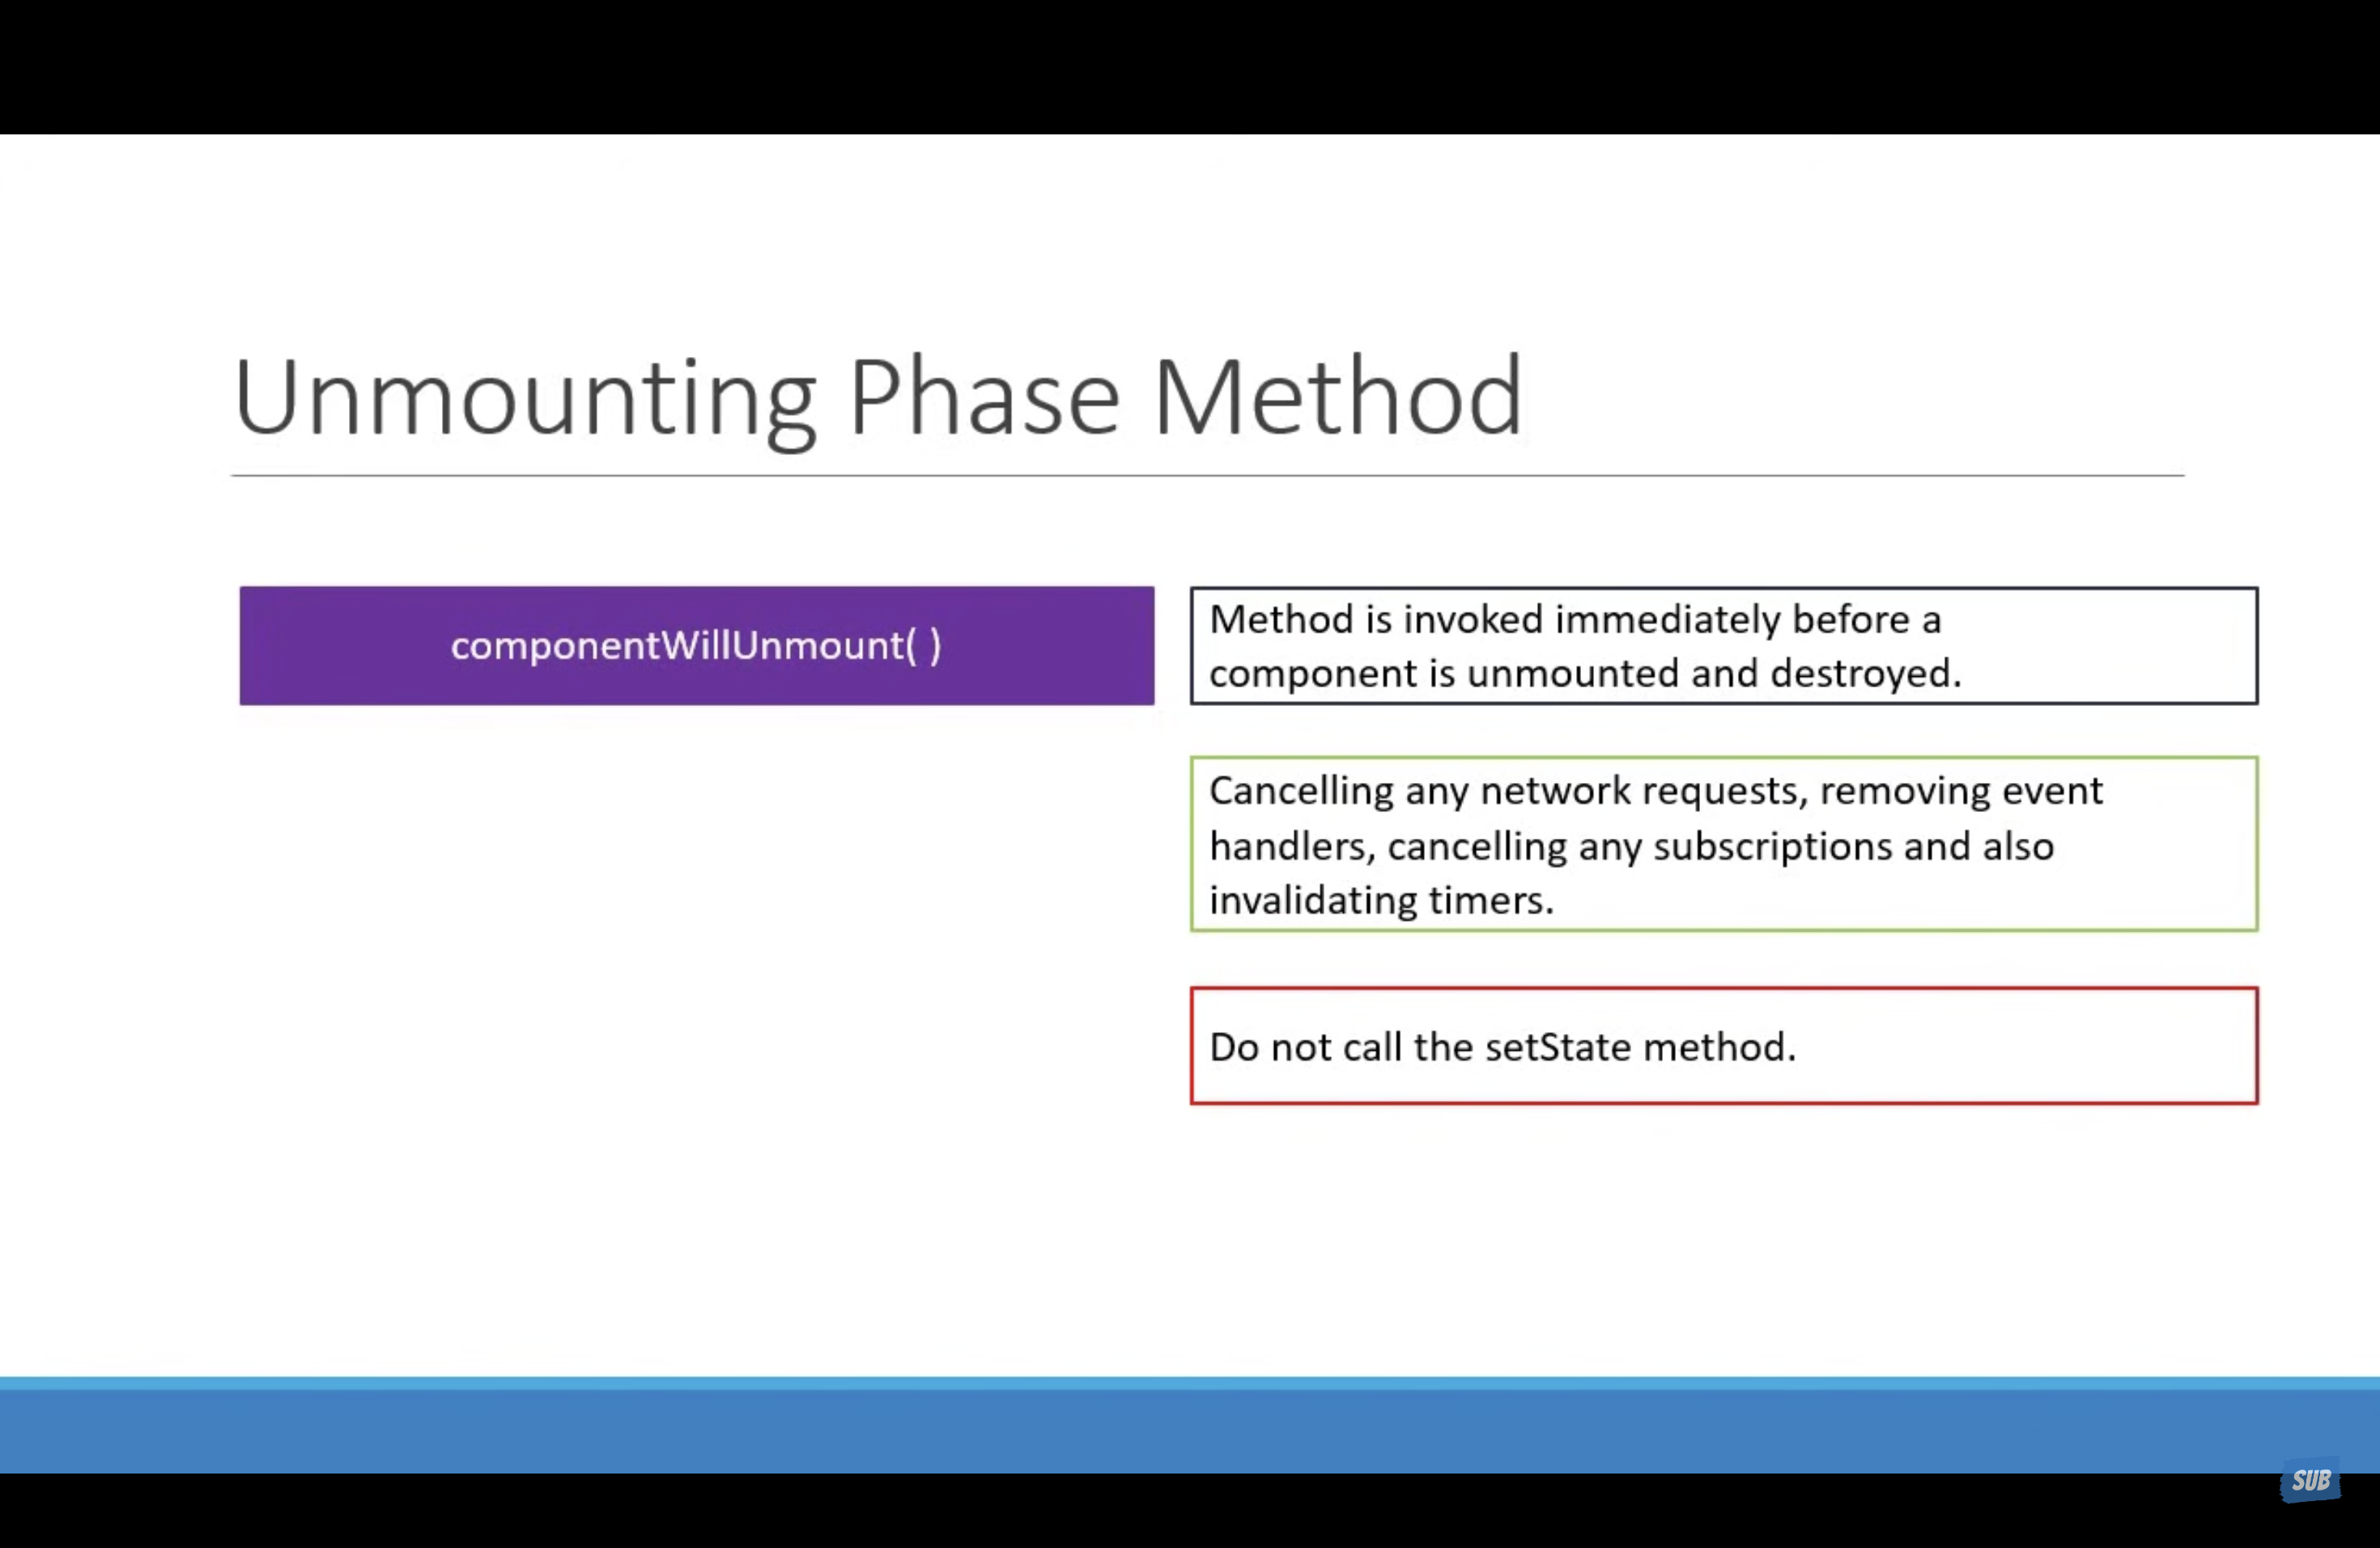 Unmounting Phase Method
componentWillUnmount( )
Method is invoked immediately before a
component is unmounted and destroyed.
Cancelling any network requests, removing event
handlers, cancelling any subscriptions and also
invalidating timers.
Do not call the setState method.
SUB